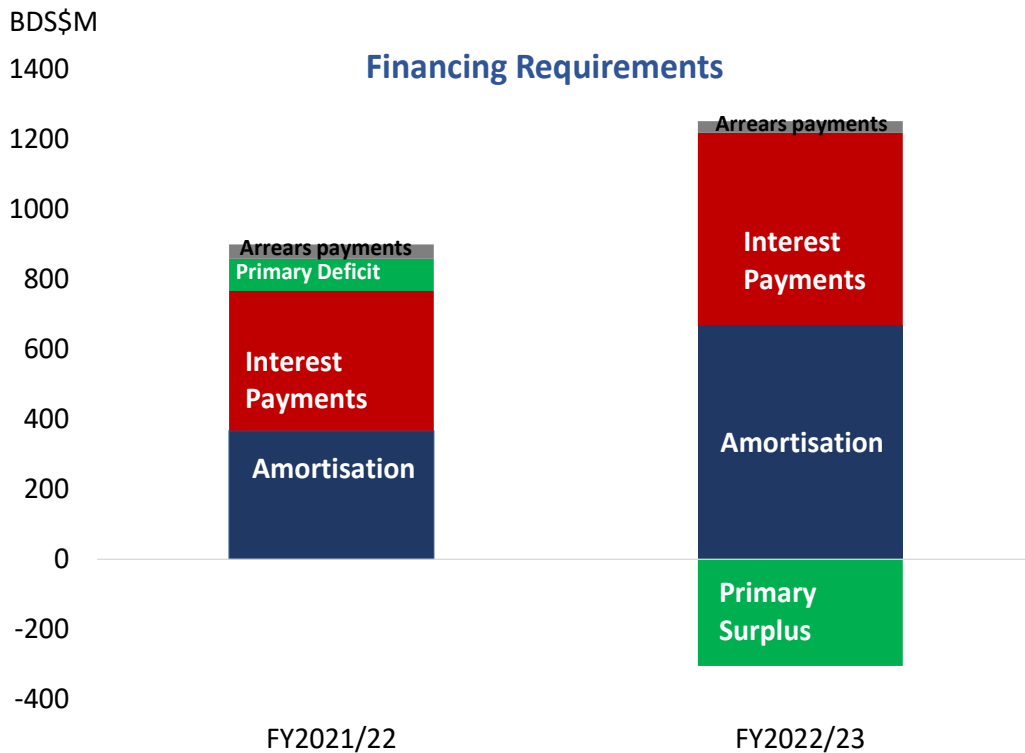 BDS$M
Financing Requirements
1400
1200
1000
800
600
400
200
0
-200
-400
Arrears payments
Primary Deficit
Interest
Payments
Amortisation
Arrears payments
Interest
Payments
Amortisation
Primary
Surplus
FY2021/22
FY2022/23